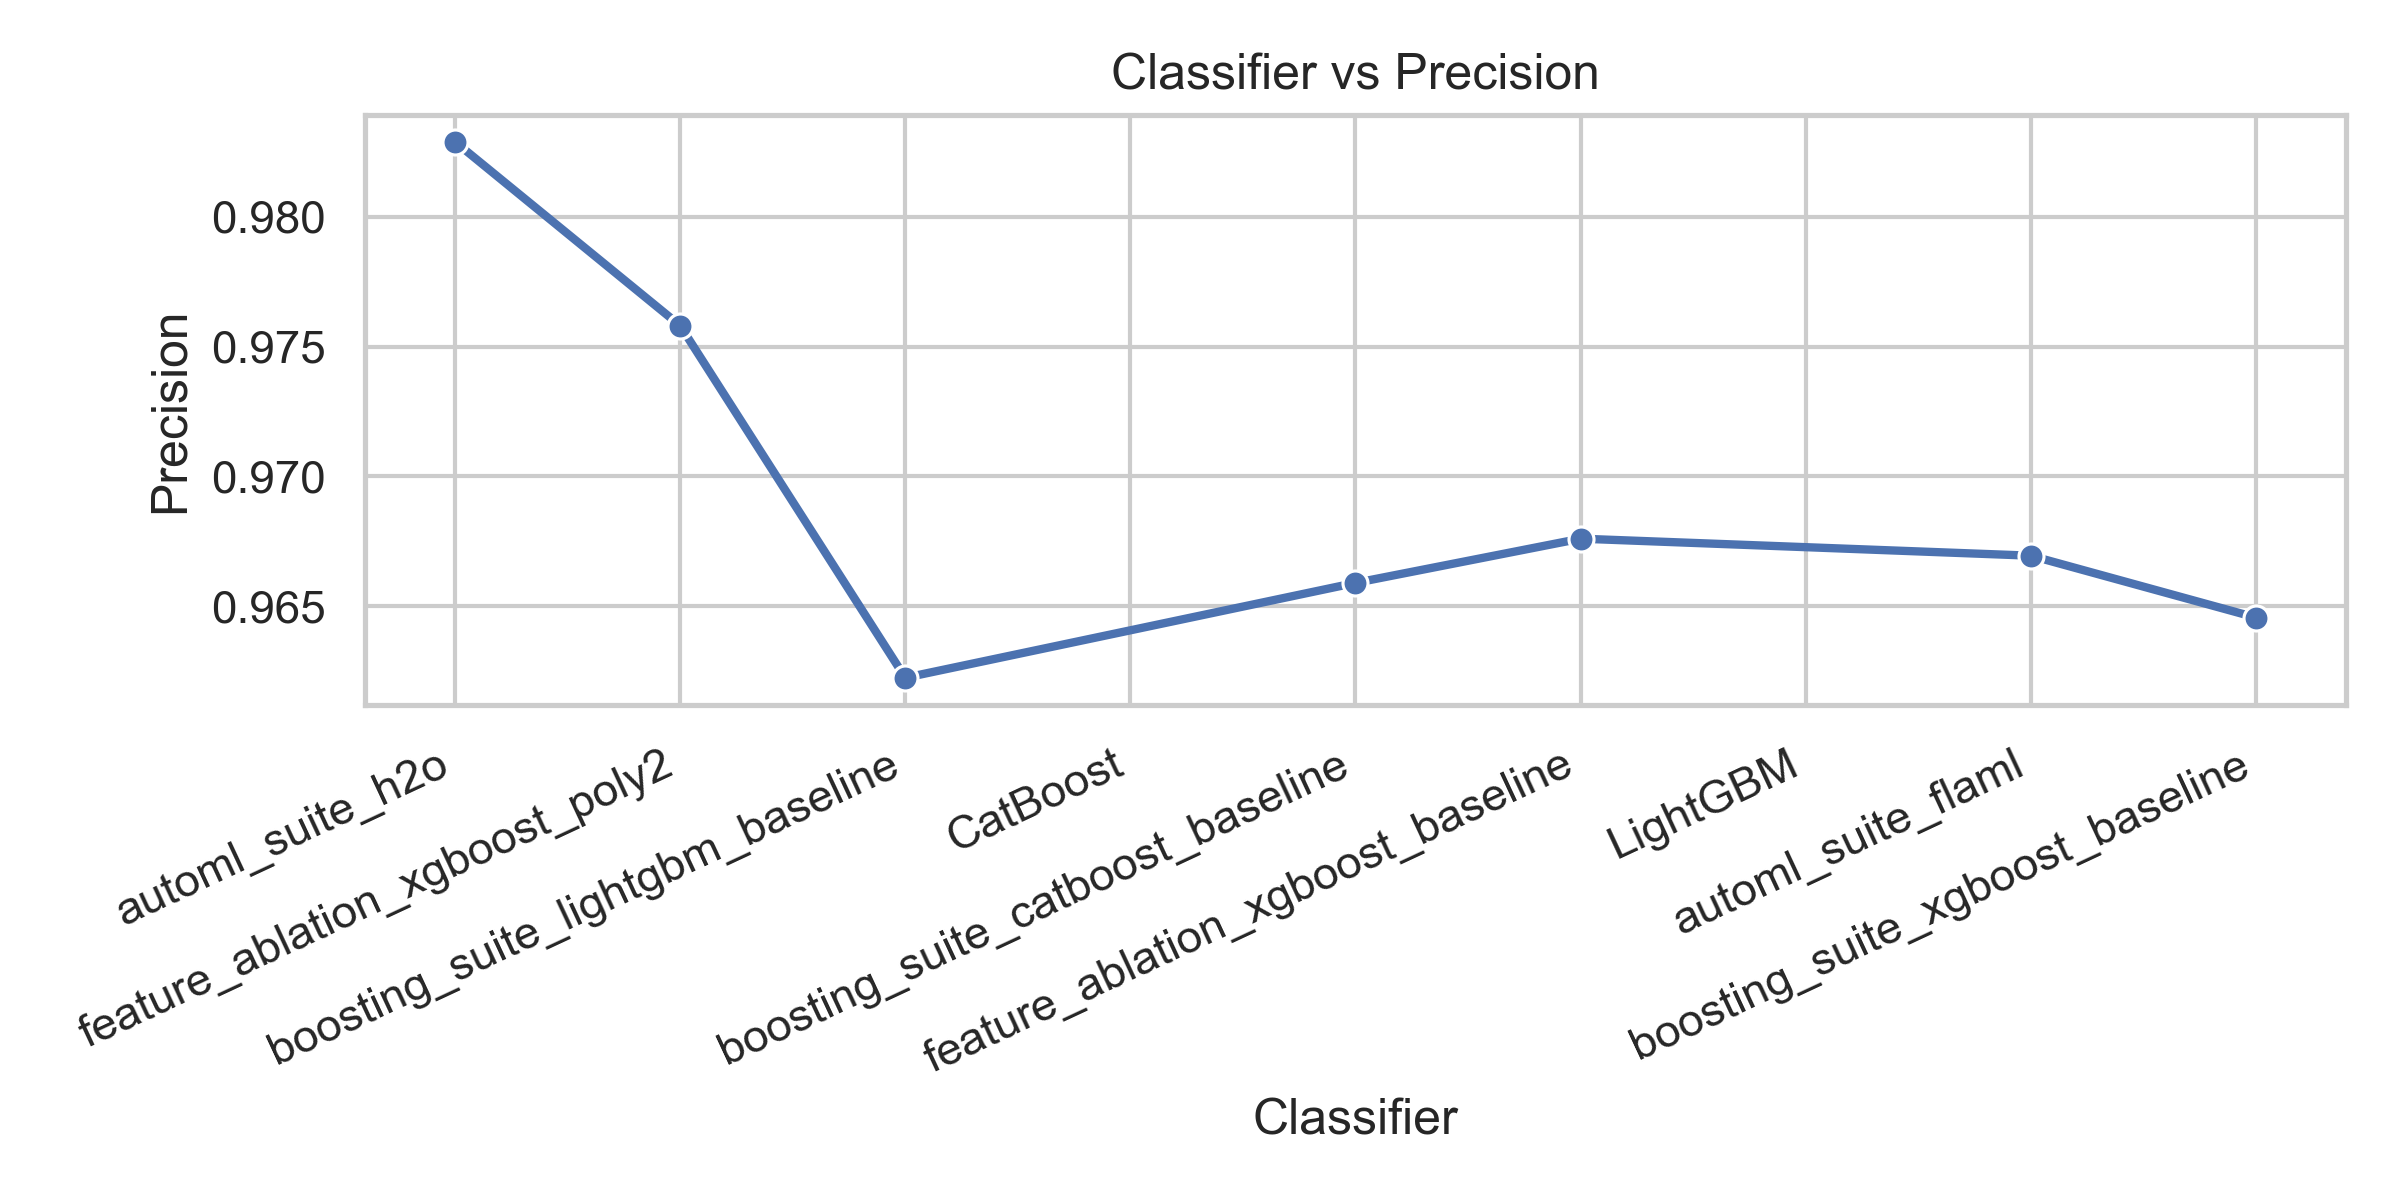 Classifier vs Precision
Precision
0.980
0.975
0.970
0.965
automl_suite_h2o
feature_ablation_xgboost_poly2
boosting_suite_lightgbm_baseline
CatBoost
boosting_suite_catboost_baseline
feature_ablation_xgboost_baseline
LightGBM
automl_suite_flaml
boosting_suite_xgboost_baseline
Classifier